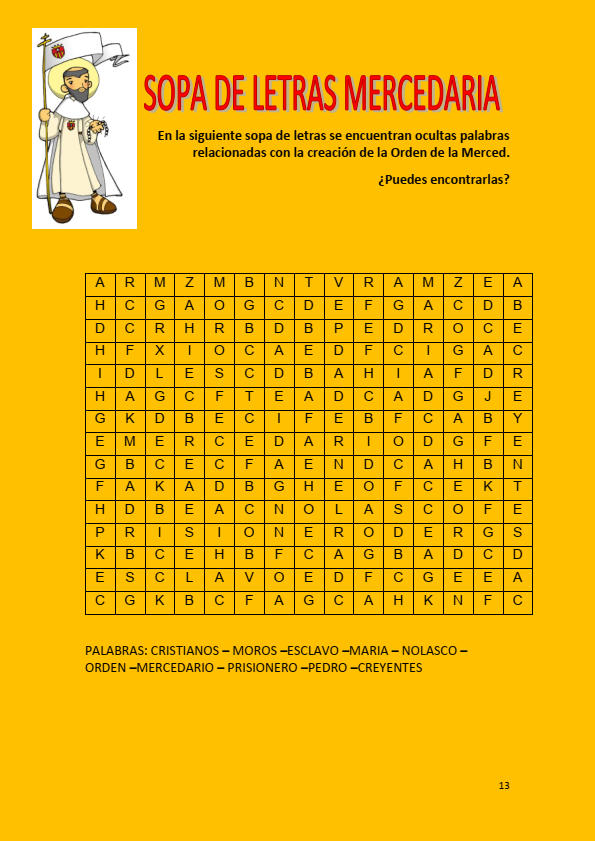 SOPA DE LETRAS MERCEDARIA
En la siguiente sopa de letras se encuentran ocultas palabras
relacionadas con la creación de la Orden de la Merced.
¿Puedes encontrarlas?
A R M Z M B N T V R A M Z E A
H C G A O G C D E F G A C D B
D C R H R B D B P E D R O C E
H F X I O C A E D F C I G A C
I D L E S C D B A H I A F D R
H A G C F T E A D C A D G J E
G K D B E C I F E B F C A B Y
E M E R C E D A R I O D G F E
G B C E C F A E N D C A H B N
F A K A D B G H E O F C E K T
H D B E A C N O L A S C O F E
P R I S I O N E R O D E R G S
K B C E H B F C A G B A D C D
E S C L A V O E D F C G E E A
C G K B C F A G C A H K N F C
PALABRAS: CRISTIANOS – MOROS –ESCLAVO –MARIA – NOLASCO –
ORDEN –MERCEDARIO – PRISIONERO –PEDRO –CREYENTES
13